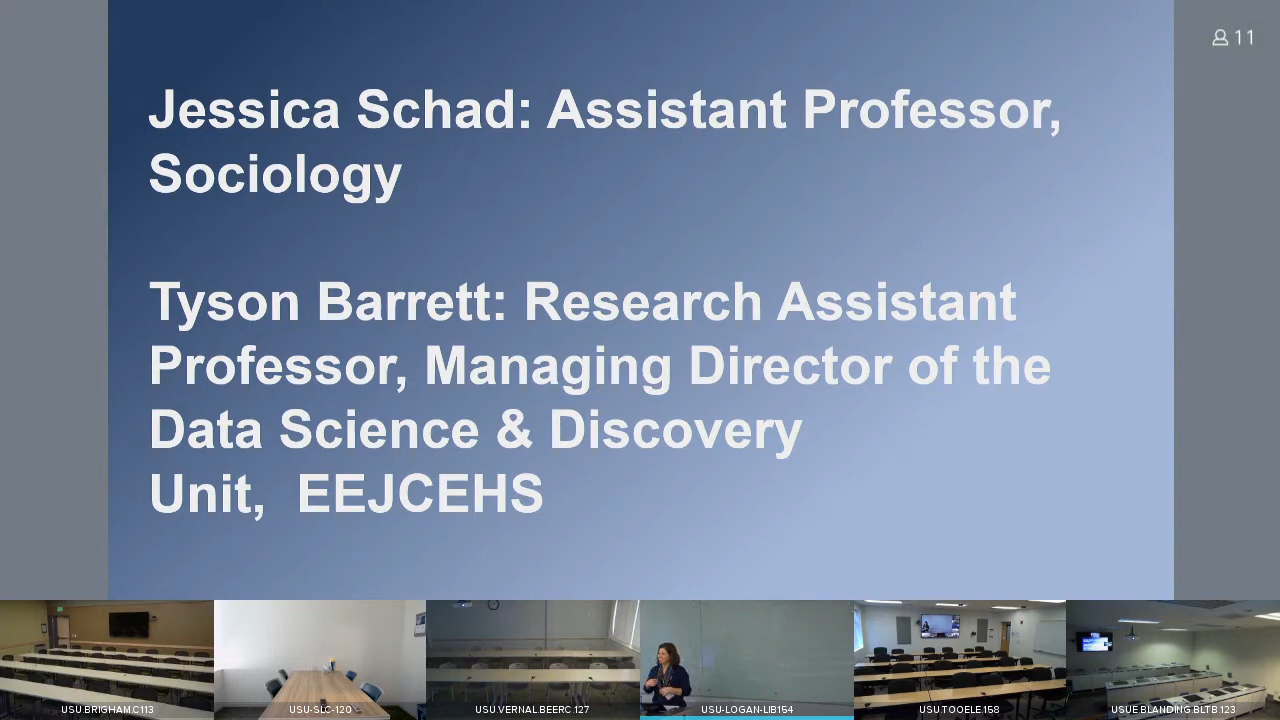 11
Jessica Schad: Assistant Professor,
Sociology
Tyson Barrett: Research Assistant
Professor, Managing Director of the
Data Science & Discovery
Unit,  EEJCEHS
USU BRIGHAM C113
USU-SLC-120
USU VERNAL BEERC 127
USU-LOGAN-LIB154
USU TOOELE 158
USUE BLANDING BLTB 123